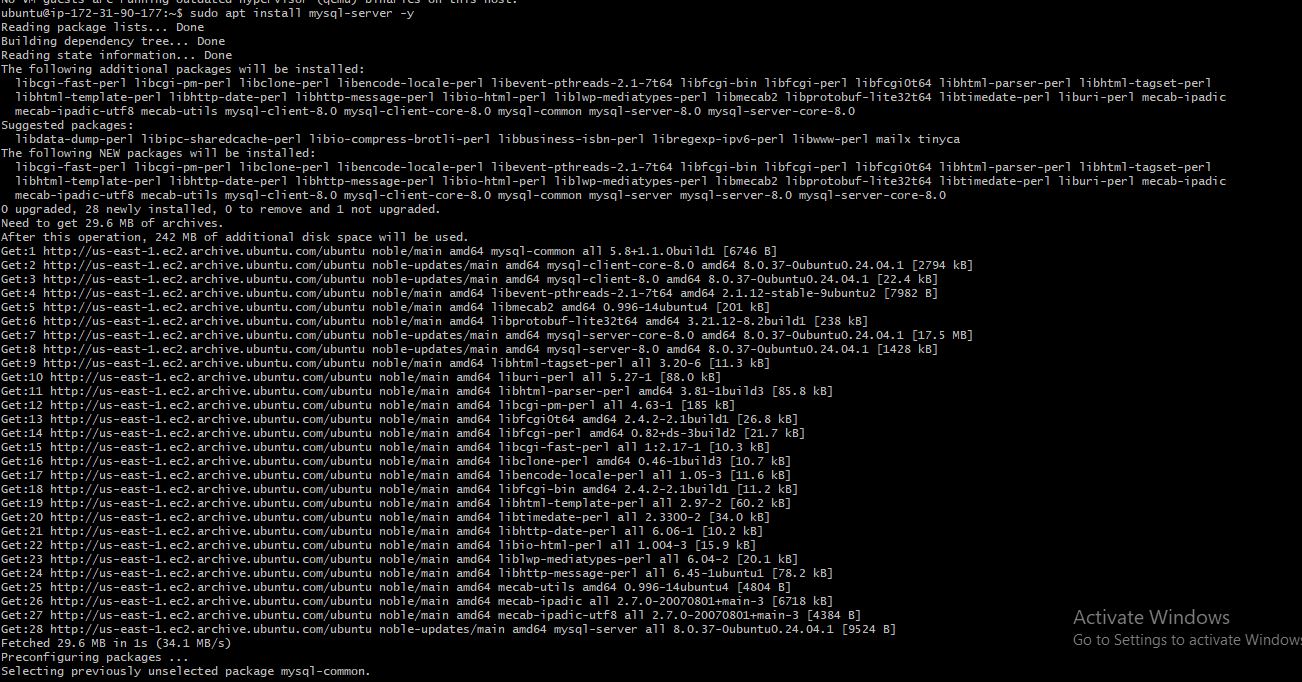 No VM guests are running outdated hypervisor (qemu) binaries on this host.
ubuntu@ip-172-31-90-177:~$ sudo apt install mysql-server -y
Reading package lists... Done
Building dependency tree... Done
Reading state information... Done
The following additional packages will be installed:
  libcgi-fast-perl libcgi-pm-perl libclone-perl libencode-locale-perl libevent-pthreads-2.1-7t64 libfcgi-bin libfcgi-perl libfcgi0t64 libhtml-parser-perl libhtml-tagset-perl
  libhtml-template-perl libhttp-date-perl libhttp-message-perl libio-html-perl liblwp-mediatypes-perl libmecab2 libprotobuf-lite32t64 libtimedate-perl liburi-perl mecab-ipadic
  mecab-ipadic-utf8 mecab-utils mysql-client-8.0 mysql-client-core-8.0 mysql-common mysql-server-8.0 mysql-server-core-8.0
Suggested packages:
  libdata-dump-perl libipc-sharedcache-perl libio-compress-brotli-perl libbusiness-isbn-perl libregexp-ipv6-perl libwww-perl mailx tinyca
The following NEW packages will be installed:
  libcgi-fast-perl libcgi-pm-perl libclone-perl libencode-locale-perl libevent-pthreads-2.1-7t64 libfcgi-bin libfcgi-perl libfcgi0t64 libhtml-parser-perl libhtml-tagset-perl
  libhtml-template-perl libhttp-date-perl libhttp-message-perl libio-html-perl liblwp-mediatypes-perl libmecab2 libprotobuf-lite32t64 libtimedate-perl liburi-perl mecab-ipadic
  mecab-ipadic-utf8 mecab-utils mysql-client-8.0 mysql-client-core-8.0 mysql-common mysql-server mysql-server-8.0 mysql-server-core-8.0
0 upgraded, 28 newly installed, 0 to remove and 1 not upgraded.
Need to get 29.6 MB of archives.
After this operation, 242 MB of additional disk space will be used.
Get:1 http://us-east-1.ec2.archive.ubuntu.com/ubuntu noble/main amd64 mysql-common all 5.8+1.1.0build1 [6746 B]
Get:2 http://us-east-1.ec2.archive.ubuntu.com/ubuntu noble-updates/main amd64 mysql-client-core-8.0 amd64 8.0.37-0ubuntu0.24.04.1 [2794 kB]
Get:3 http://us-east-1.ec2.archive.ubuntu.com/ubuntu noble-updates/main amd64 mysql-client-8.0 amd64 8.0.37-0ubuntu0.24.04.1 [22.4 kB]
Get:4 http://us-east-1.ec2.archive.ubuntu.com/ubuntu noble/main amd64 libevent-pthreads-2.1-7t64 amd64 2.1.12-stable-9ubuntu2 [7982 B]
Get:5 http://us-east-1.ec2.archive.ubuntu.com/ubuntu noble/main amd64 libmecab2 amd64 0.996-14ubuntu4 [201 kB]
Get:6 http://us-east-1.ec2.archive.ubuntu.com/ubuntu noble/main amd64 libprotobuf-lite32t64 amd64 3.21.12-8.2build1 [238 kB]
Get:7 http://us-east-1.ec2.archive.ubuntu.com/ubuntu noble-updates/main amd64 mysql-server-core-8.0 amd64 8.0.37-0ubuntu0.24.04.1 [17.5 MB]
Get:8 http://us-east-1.ec2.archive.ubuntu.com/ubuntu noble-updates/main amd64 mysql-server-8.0 amd64 8.0.37-0ubuntu0.24.04.1 [1428 kB]
Get:9 http://us-east-1.ec2.archive.ubuntu.com/ubuntu noble/main amd64 libhtml-tagset-perl all 3.20-6 [11.3 kB]
Get:10 http://us-east-1.ec2.archive.ubuntu.com/ubuntu noble/main amd64 liburi-perl all 5.27-1 [88.0 kB]
Get:11 http://us-east-1.ec2.archive.ubuntu.com/ubuntu noble/main amd64 libhtml-parser-perl amd64 3.81-1build3 [85.8 kB]
Get:12 http://us-east-1.ec2.archive.ubuntu.com/ubuntu noble/main amd64 libcgi-pm-perl all 4.63-1 [185 kB]
Get:13 http://us-east-1.ec2.archive.ubuntu.com/ubuntu noble/main amd64 libfcgi0t64 amd64 2.4.2-2.1build1 [26.8 kB]
Get:14 http://us-east-1.ec2.archive.ubuntu.com/ubuntu noble/main amd64 libfcgi-perl amd64 0.82+ds-3build2 [21.7 kB]
Get:15 http://us-east-1.ec2.archive.ubuntu.com/ubuntu noble/main amd64 libcgi-fast-perl all 1:2.17-1 [10.3 kB]
Get:16 http://us-east-1.ec2.archive.ubuntu.com/ubuntu noble/main amd64 libclone-perl amd64 0.46-1build3 [10.7 kB]
Get:17 http://us-east-1.ec2.archive.ubuntu.com/ubuntu noble/main amd64 libencode-locale-perl all 1.05-3 [11.6 kB]
Get:18 http://us-east-1.ec2.archive.ubuntu.com/ubuntu noble/main amd64 libfcgi-bin amd64 2.4.2-2.1build1 [11.2 kB]
Get:19 http://us-east-1.ec2.archive.ubuntu.com/ubuntu noble/main amd64 libhtml-template-perl all 2.97-2 [60.2 kB]
Get:20 http://us-east-1.ec2.archive.ubuntu.com/ubuntu noble/main amd64 libtimedate-perl all 2.3300-2 [34.0 kB]
Get:21 http://us-east-1.ec2.archive.ubuntu.com/ubuntu noble/main amd64 libhttp-date-perl all 6.06-1 [10.2 kB]
Get:22 http://us-east-1.ec2.archive.ubuntu.com/ubuntu noble/main amd64 libio-html-perl all 1.004-3 [15.9 kB]
Get:23 http://us-east-1.ec2.archive.ubuntu.com/ubuntu noble/main amd64 liblwp-mediatypes-perl all 6.04-2 [20.1 kB]
Get:24 http://us-east-1.ec2.archive.ubuntu.com/ubuntu noble/main amd64 libhttp-message-perl all 6.45-1ubuntu1 [78.2 kB]
Get:25 http://us-east-1.ec2.archive.ubuntu.com/ubuntu noble/main amd64 mecab-utils amd64 0.996-14ubuntu4 [4804 B]
Get:26 http://us-east-1.ec2.archive.ubuntu.com/ubuntu noble/main amd64 mecab-ipadic all 2.7.0-20070801+main-3 [6718 kB]
Get:27 http://us-east-1.ec2.archive.ubuntu.com/ubuntu noble/main amd64 mecab-ipadic-utf8 all 2.7.0-20070801+main-3 [4384 B]
Get:28 http://us-east-1.ec2.archive.ubuntu.com/ubuntu noble-updates/main amd64 mysql-server all 8.0.37-0ubuntu0.24.04.1 [9524 B]
Fetched 29.6 MB in 1s (34.1 MB/s)
Preconfiguring packages ...
Selecting previously unselected package mysql-common.
Activate Windows
Go to Settings to activate Windows